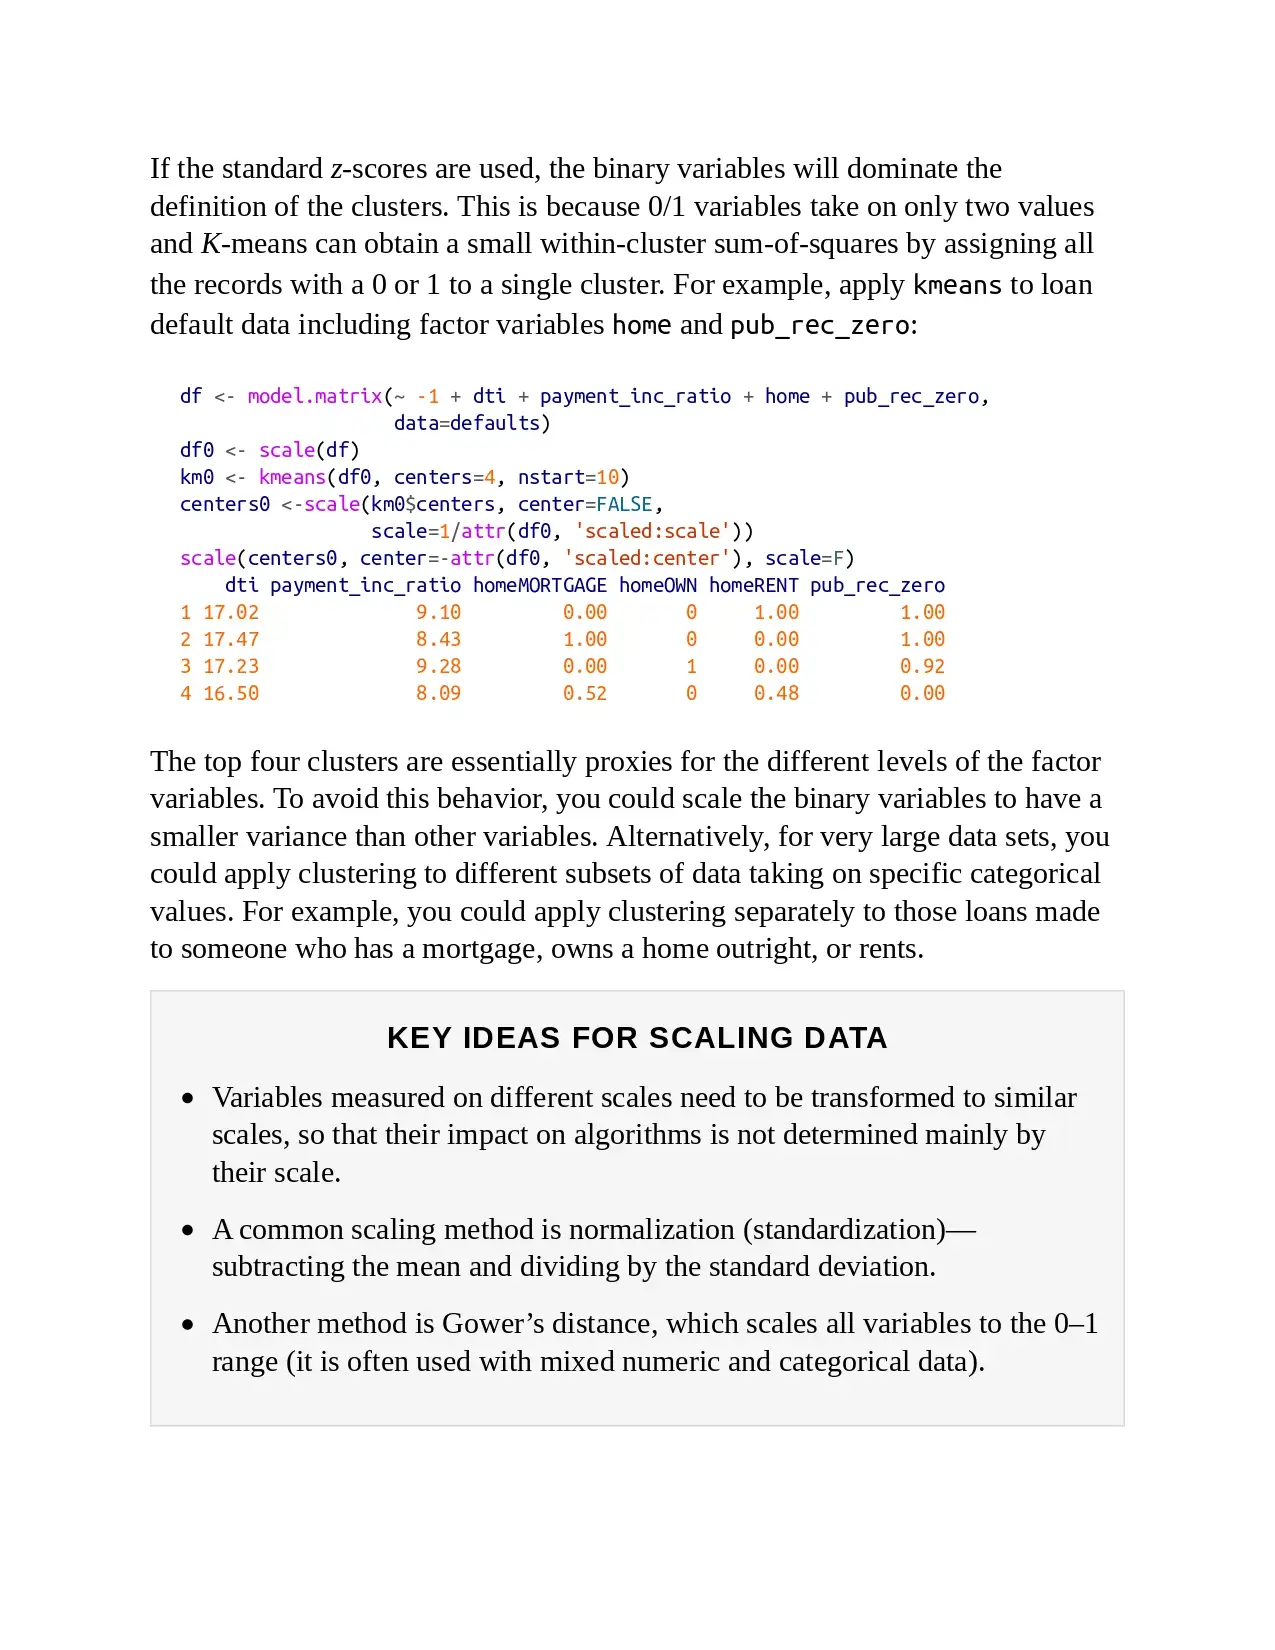 If the standard z-scores are used, the binary variables will dominate the
definition of the clusters. This is because 0/1 variables take on only two values
and K-means can obtain a small within-cluster sum-of-squares by assigning all
the records with a 0 or 1 to a single cluster. For example, apply kmeans to loan
default data including factor variables home and pub_rec_zero:
df <- model.matrix(~ -1 + dti + payment_inc_ratio + home + pub_rec_zero,
                   data=defaults)
df0 <- scale(df)
km0 <- kmeans(df0, centers=4, nstart=10)
centers0 <-scale(km0$centers, center=FALSE,
                 scale=1/attr(df0, 'scaled:scale'))
scale(centers0, center=-attr(df0, 'scaled:center'), scale=F)
    dti payment_inc_ratio homeMORTGAGE homeOWN homeRENT pub_rec_zero
1 17.02              9.10         0.00       0     1.00         1.00
2 17.47              8.43         1.00       0     0.00         1.00
3 17.23              9.28         0.00       1     0.00         0.92
4 16.50              8.09         0.52       0     0.48         0.00
The top four clusters are essentially proxies for the different levels of the factor
variables. To avoid this behavior, you could scale the binary variables to have a
smaller variance than other variables. Alternatively, for very large data sets, you
could apply clustering to different subsets of data taking on specific categorical
values. For example, you could apply clustering separately to those loans made
to someone who has a mortgage, owns a home outright, or rents.
KEY IDEAS FOR SCALING DATA
• Variables measured on different scales need to be transformed to similar
scales, so that their impact on algorithms is not determined mainly by
their scale.
• A common scaling method is normalization (standardization)—
subtracting the mean and dividing by the standard deviation.
• Another method is Gower’s distance, which scales all variables to the 0–1
range (it is often used with mixed numeric and categorical data).